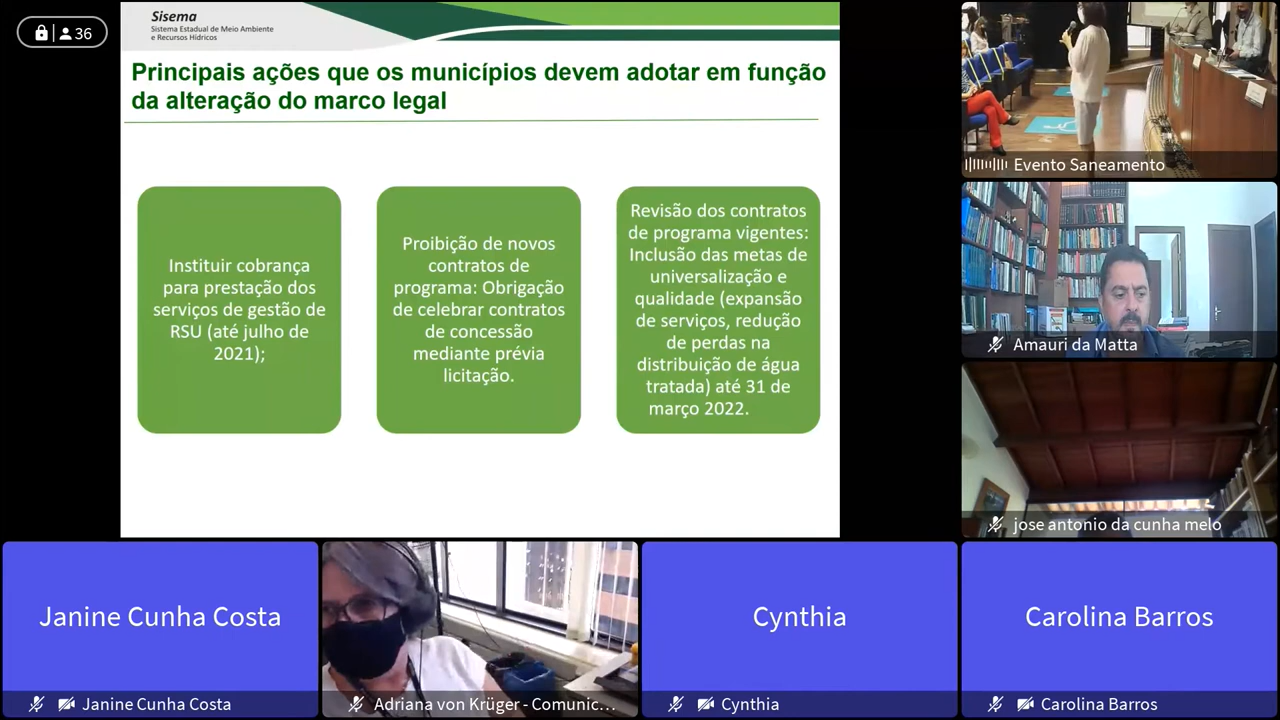 36
Sisema
Sistema Estadual de Meio Ambiente
e Recursos Hídricos
Principais ações que os municípios devem adotar em função
da alteração do marco legal
Instituir cobrança
para prestação dos
serviços de gestão de
RSU (até julho de
2021);
Proibição de novos
contratos de
programa: Obrigação
de celebrar contratos
de concessão
mediante prévia
licitação.
Revisão dos contratos
de programa vigentes:
Inclusão das metas de
universalização e
qualidade (expansão
de serviços, redução
de perdas na
distribuição de água
tratada) até 31 de
março 2022.
Evento Saneamento
Amauri da Matta
jose antonio da cunha melo
Janine Cunha Costa
Janine Cunha Costa
Adriana von Krüger - Comunic...
Cynthia
Cynthia
Carolina Barros
Carolina Barros